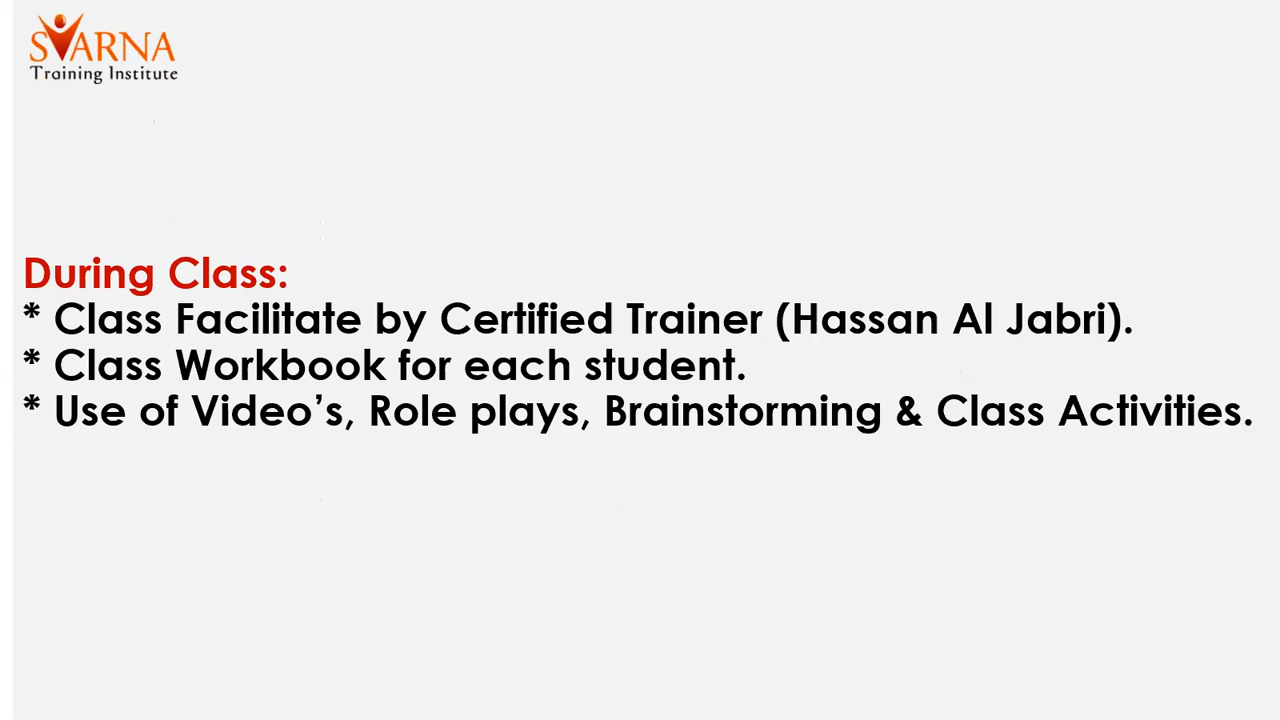 SVARNA
Training Institute
During Class:
* Class Facilitate by Certified Trainer (Hassan Al Jabri).
* Class Workbook for each student.
* Use of Video’s, Role plays, Brainstorming & Class Activities.